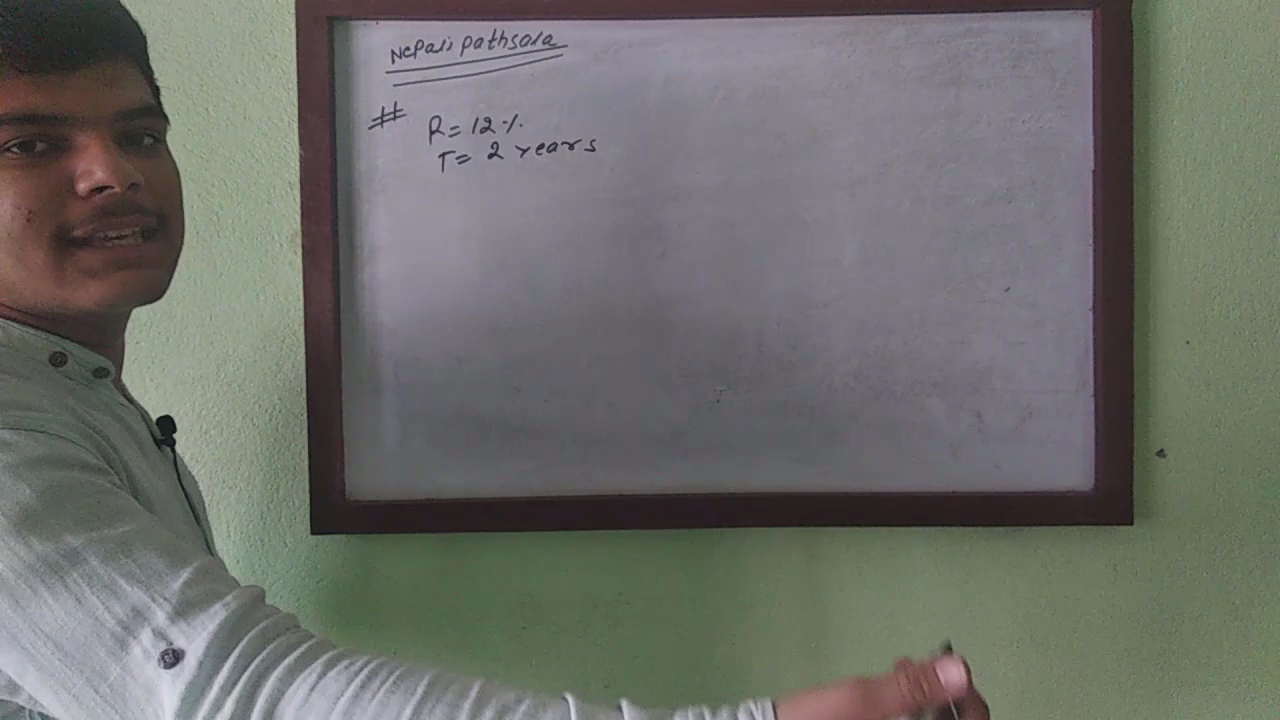 Nepali pathsala
#
R= 12%
T= 2 years